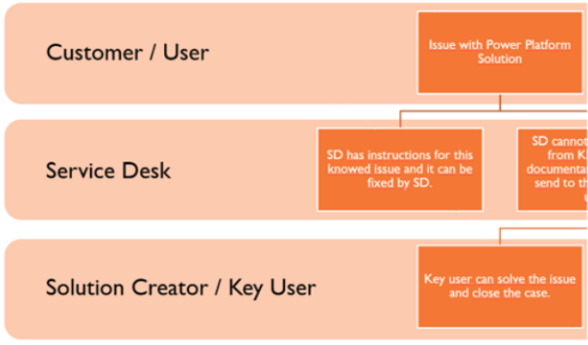 Customer / User
Issue with Power Platform
Solution
Service Desk
SD has instructions for this
knowed issue and it can be
fixed by SD.
SD cannot
from
send to
Solution Creator / Key User
Key user can solve the issue
and close the case.